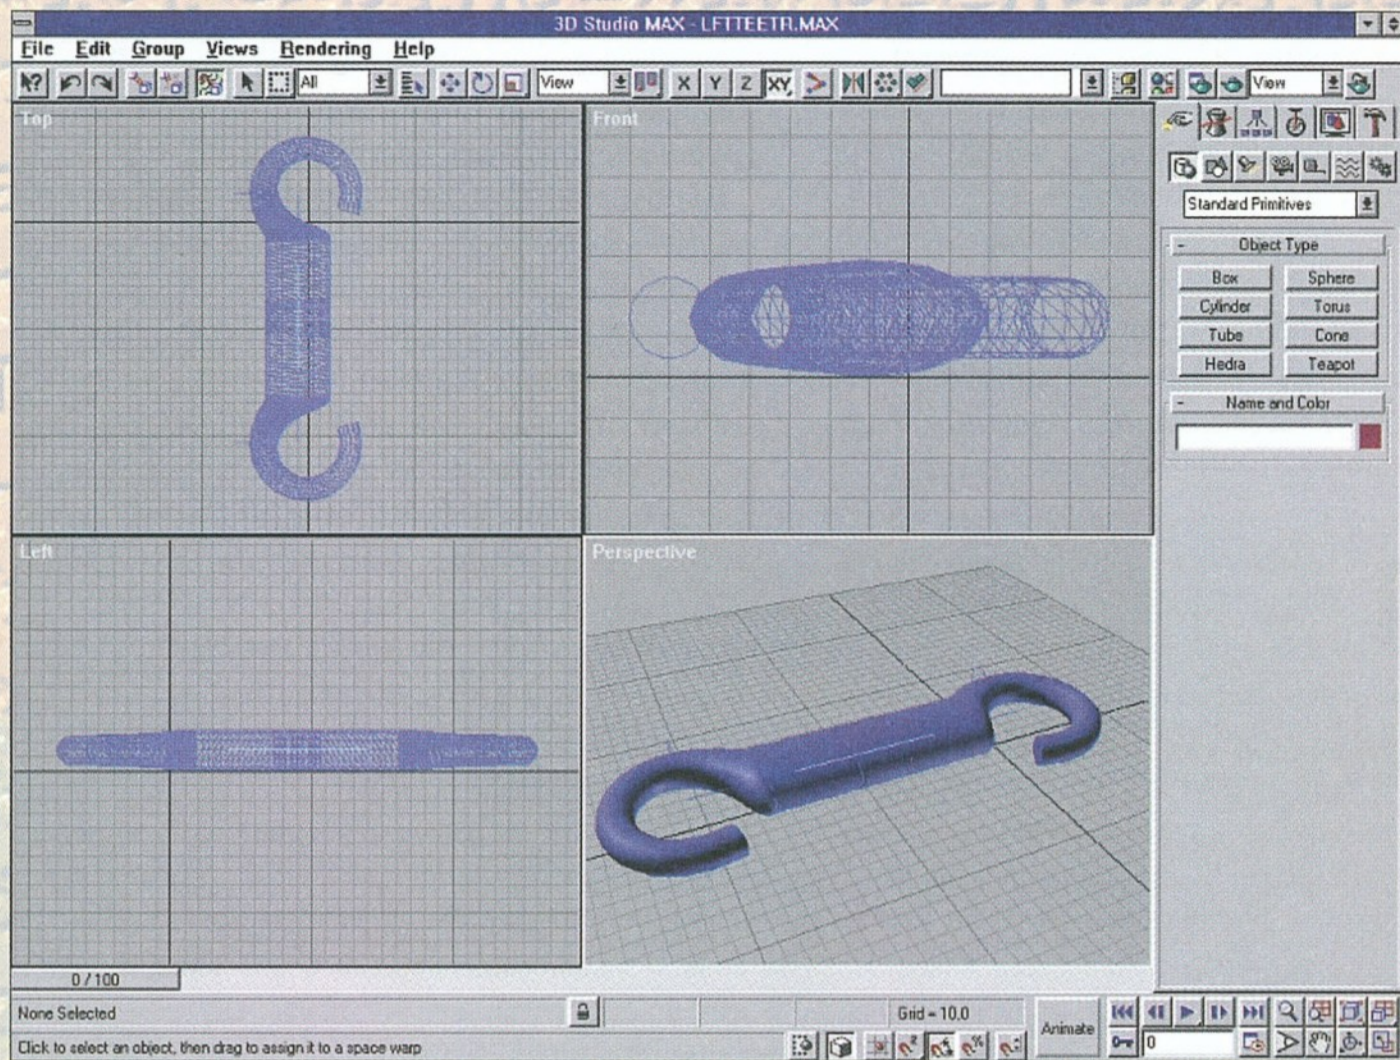 3D Studio MAX - LFTTEETR.MAX
File Edit Group Views Rendering Help
All View X Y Z XY View
Top
Front
Standard Primitives
- Object Type
Box Sphere
Cylinder Torus
Tube Cone
Hedra Teapot
- Name and Color
Left
Perspective
0 / 100
None Selected
Grid = 10.0
Animate
0
Click to select an object, then drag to assign it to a space warp